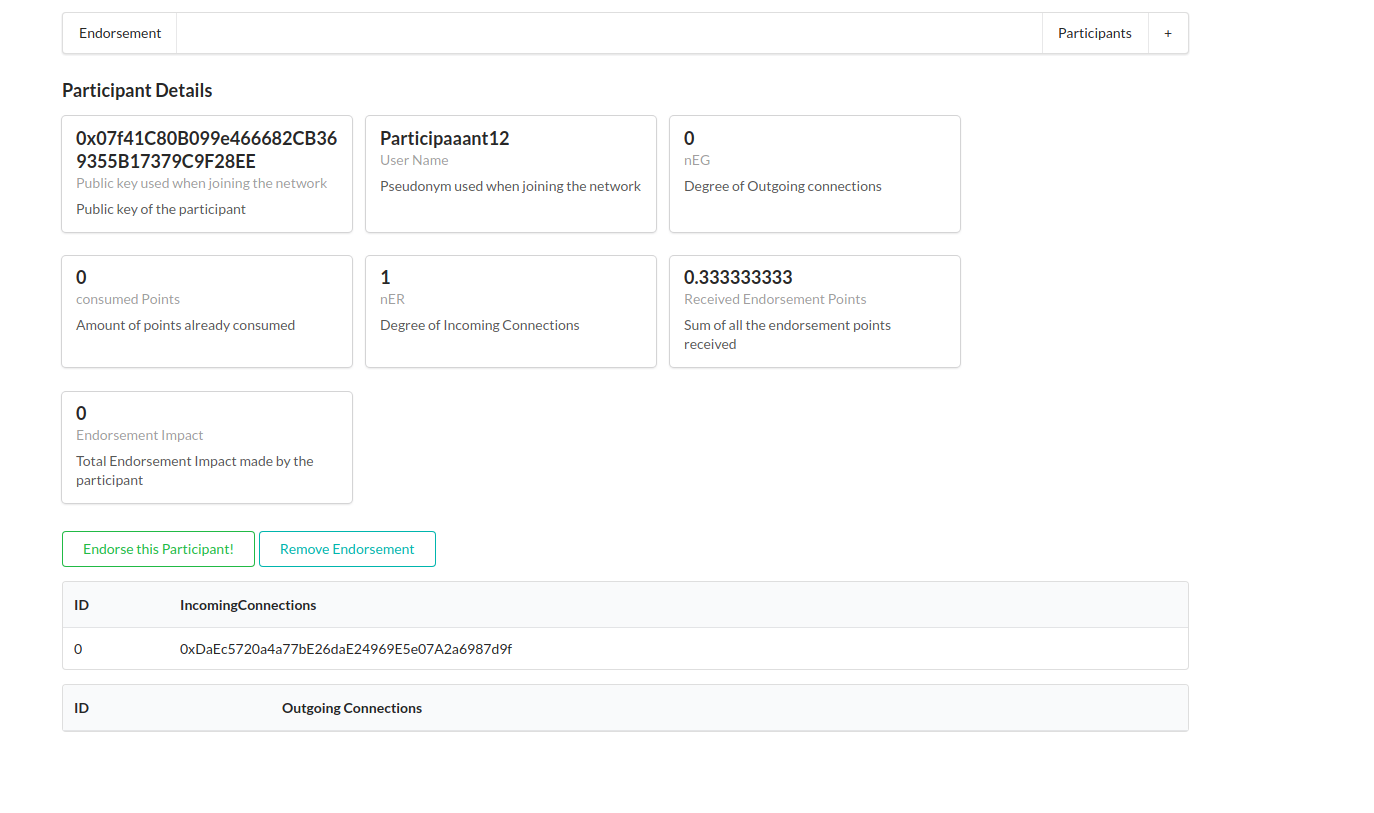 Endorsement
Participants
+
Participant Details
0x07f41C80B099e466682CB36
9355B17379C9F28EE
Public key used when joining the network
Public key of the participant
Participaaant12
User Name
Pseudonym used when joining the network
0
nEG
Degree of Outgoing connections
0
consumed Points
Amount of points already consumed
1
nER
Degree of Incoming Connections
0.333333333
Received Endorsement Points
Sum of all the endorsement points
received
0
Endorsement Impact
Total Endorsement Impact made by the
participant
Endorse this Participant!
Remove Endorsement
ID IncomingConnections
0 0xDaEc5720a4a77bE26daE24969E5e07A2a6987d9f
ID Outgoing Connections